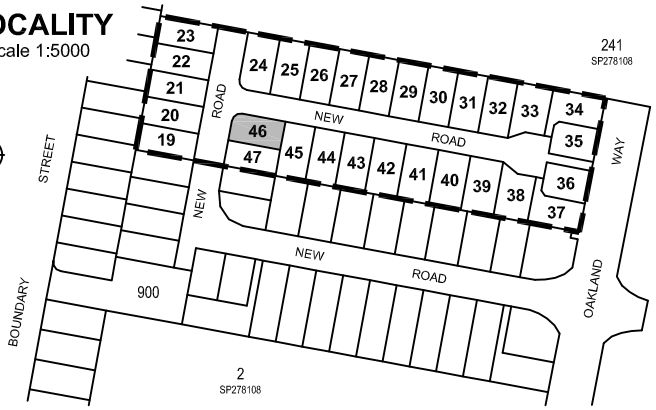 OCALITY
cale 1:5000
241
SP278108
23
22
21
20
19
ROAD
24 25 26 27 28 29 30 31 32 33 34
35
NEW ROAD
46
47
45 44 43 42 41 40 39 38
36
37
WAY
STREET
NEW
NEW ROAD
OAKLAND
900
BOUNDARY
2
SP278108